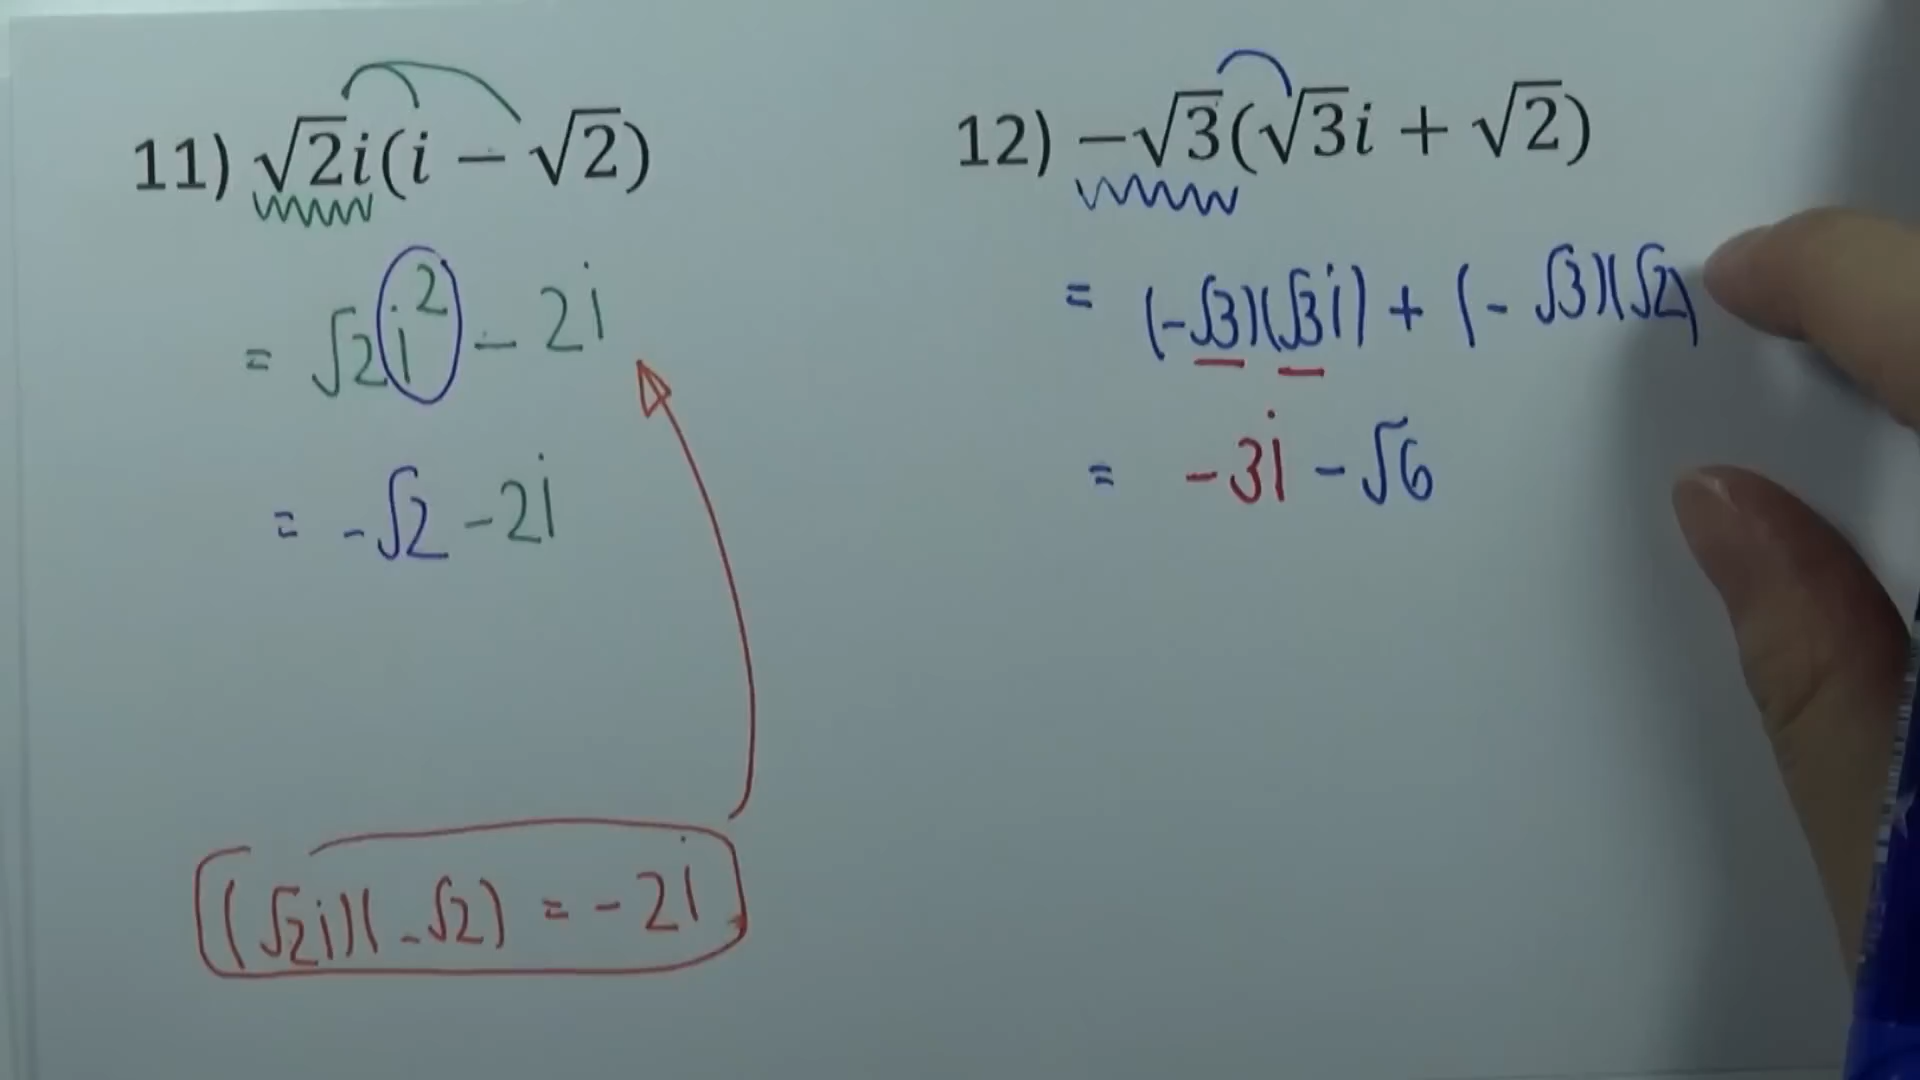 11) √2i(i − √2)
= √2i² − 2i
= -√2 -2i
(√2i)(-√2) = -2i
12) −√3(√3i + √2)
= (-√3)(√3i) + (-√3)(√2)
= -3i - √6